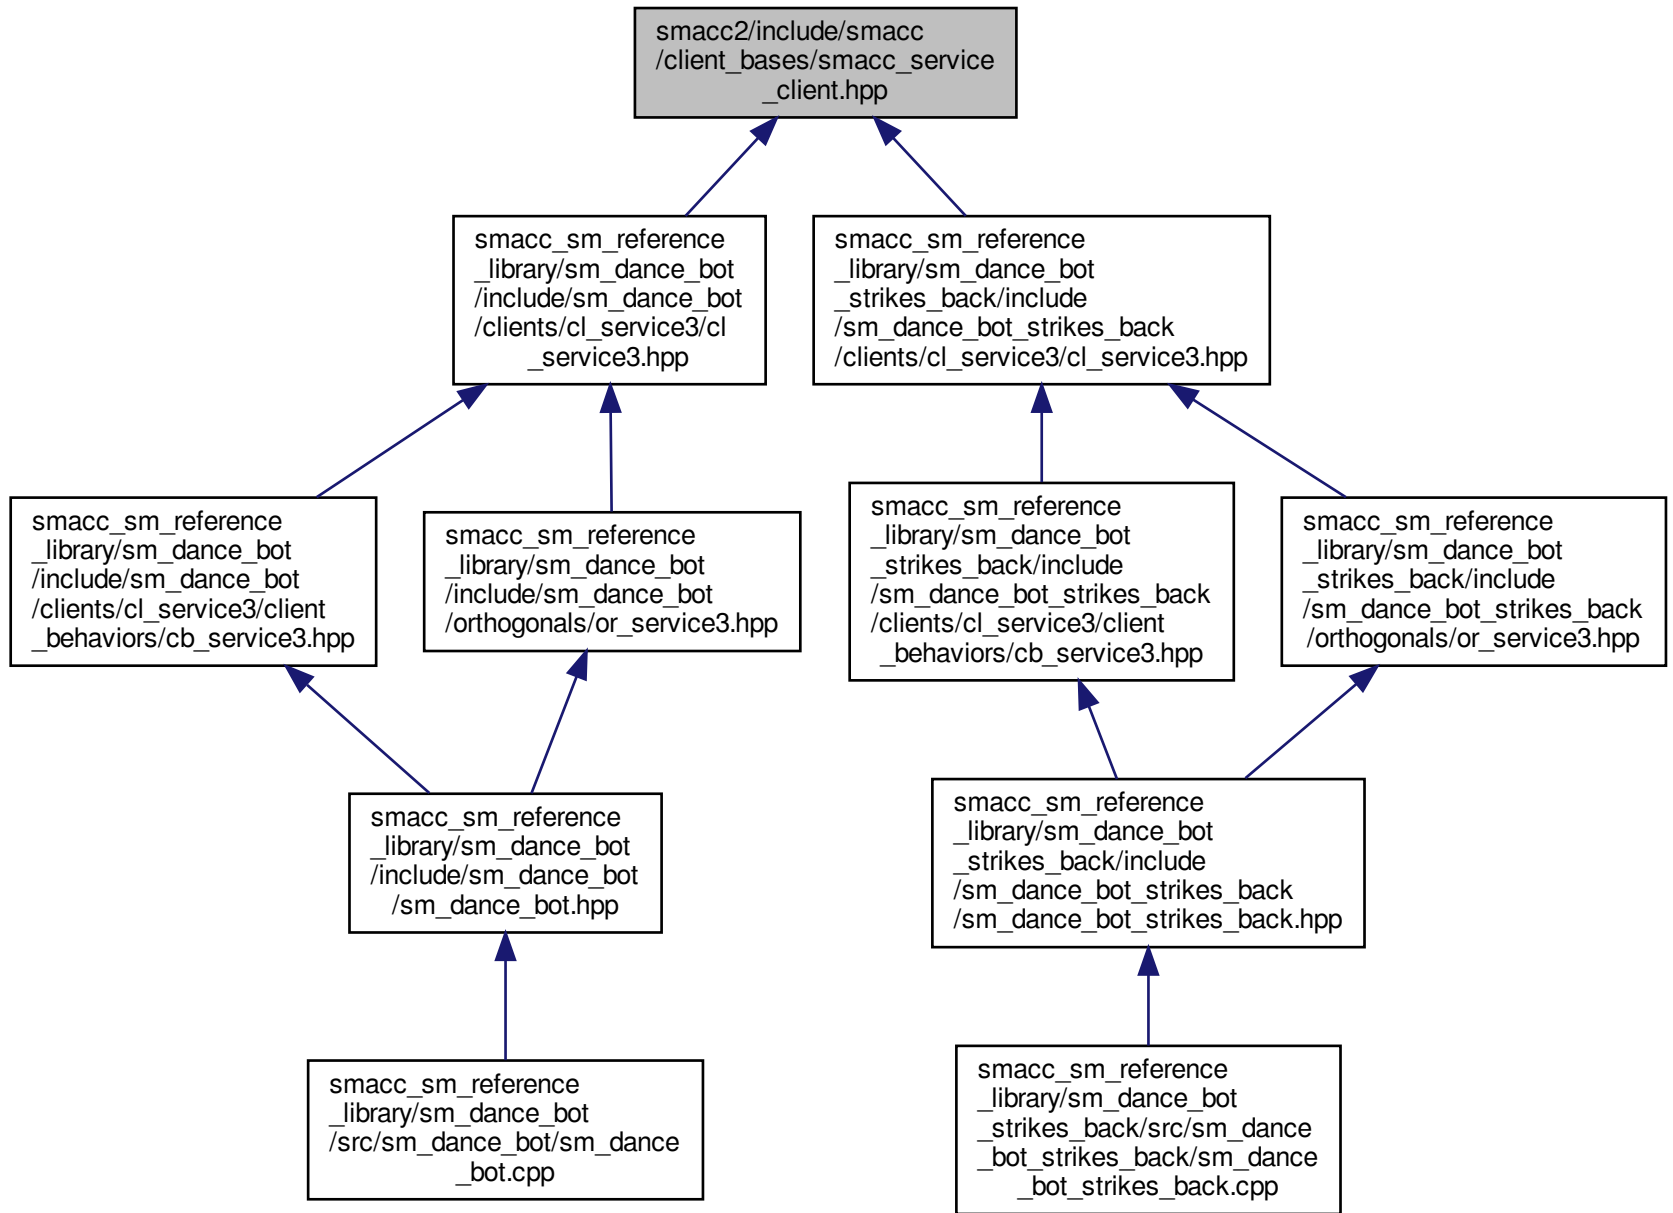 smacc2/include/smacc
/client_bases/smacc_service
_client.hpp
smacc_sm_reference
_library/sm_dance_bot
/include/sm_dance_bot
/clients/cl_service3/cl
_service3.hpp
smacc_sm_reference
_library/sm_dance_bot
_strikes_back/include
/sm_dance_bot_strikes_back
/clients/cl_service3/cl_service3.hpp
smacc_sm_reference
_library/sm_dance_bot
/include/sm_dance_bot
/clients/cl_service3/client
_behaviors/cb_service3.hpp
smacc_sm_reference
_library/sm_dance_bot
/include/sm_dance_bot
/orthogonals/or_service3.hpp
smacc_sm_reference
_library/sm_dance_bot
_strikes_back/include
/sm_dance_bot_strikes_back
/clients/cl_service3/client
_behaviors/cb_service3.hpp
smacc_sm_reference
_library/sm_dance_bot
_strikes_back/include
/sm_dance_bot_strikes_back
/orthogonals/or_service3.hpp
smacc_sm_reference
_library/sm_dance_bot
/include/sm_dance_bot
/sm_dance_bot.hpp
smacc_sm_reference
_library/sm_dance_bot
_strikes_back/include
/sm_dance_bot_strikes_back
/sm_dance_bot_strikes_back.hpp
smacc_sm_reference
_library/sm_dance_bot
/src/sm_dance_bot/sm_dance
_bot.cpp
smacc_sm_reference
_library/sm_dance_bot
_strikes_back/src/sm_dance
_bot_strikes_back/sm_dance
_bot_strikes_back.cpp